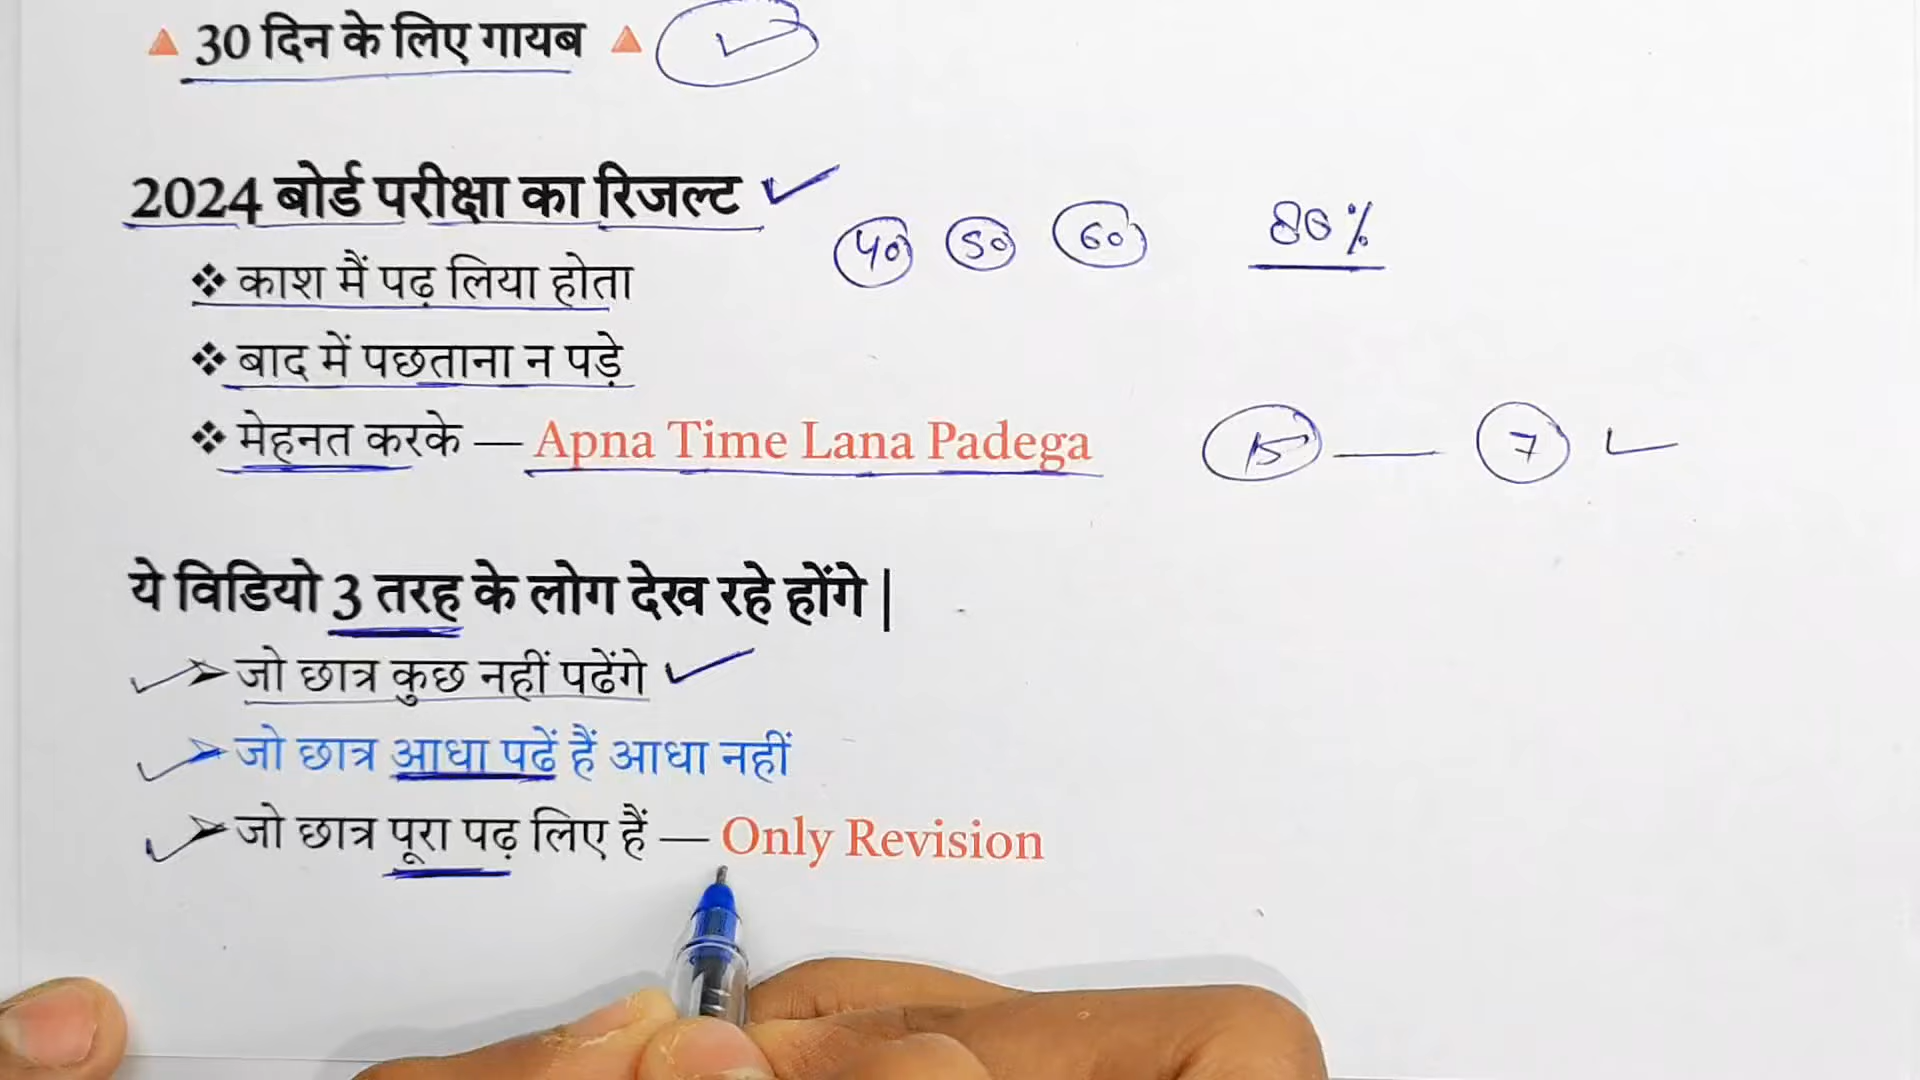 30 दिन के लिए गायब
2024 बोर्ड परीक्षा का रिजल्ट
40 50 60 86%
❖ काश मैं पढ़ लिया होता
❖ बाद में पछताना न पड़े
❖ मेहनत करके — Apna Time Lana Padega 15 — 7
ये विडियो 3 तरह के लोग देख रहे होंगे |
➢ जो छात्र कुछ नहीं पढेंगे
➢ जो छात्र आधा पढें हैं आधा नहीं
➢ जो छात्र पूरा पढ़ लिए हैं — Only Revision